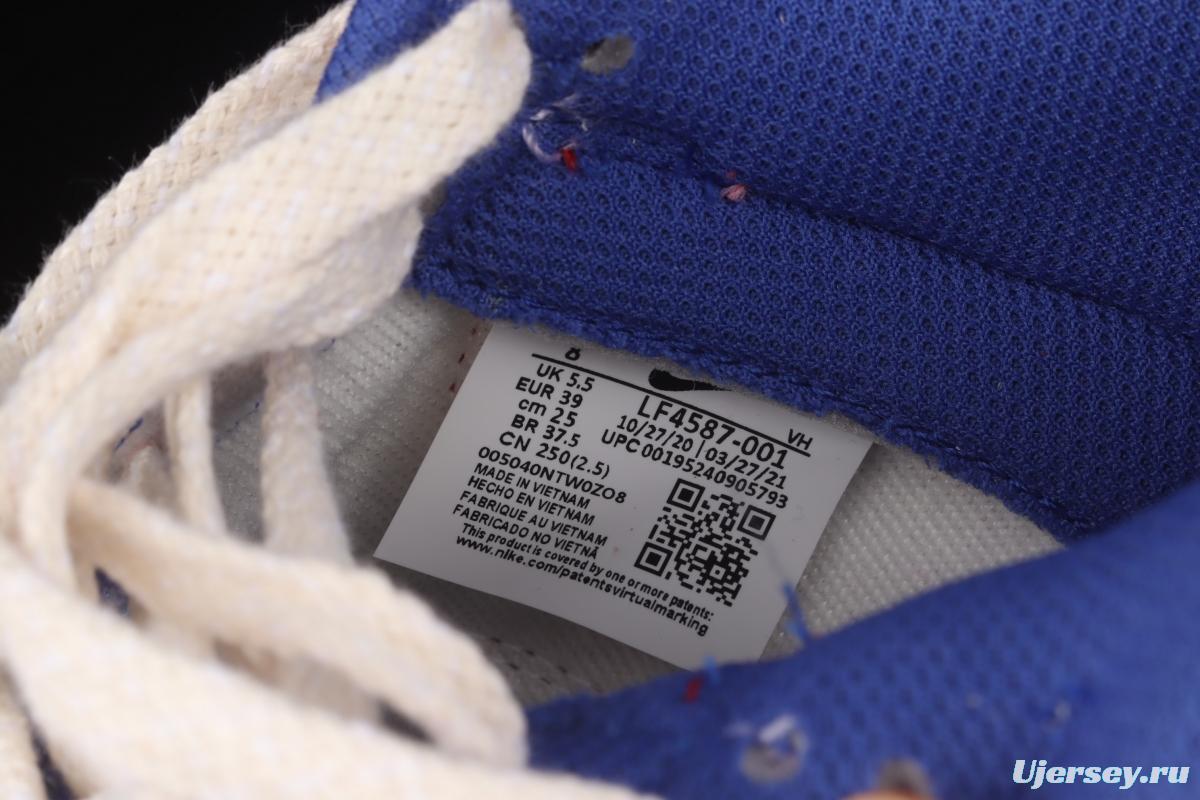 8
UK 5.5
EUR 39
cm 25
BR 37.5
CN 250(2.5)
005040NTW0ZO8
MADE IN VIETNAM
HECHO EN VIETNAM
FABRIQUE AU VIETNAM
FABRICADO NO VIETNÃ
This product is covered by one or more patents:
www.nike.com/patentsvirtualmarking
VH
LF4587-001
10/27/20 | 03/27/21
UPC 00195240905793
Ujersey.ru